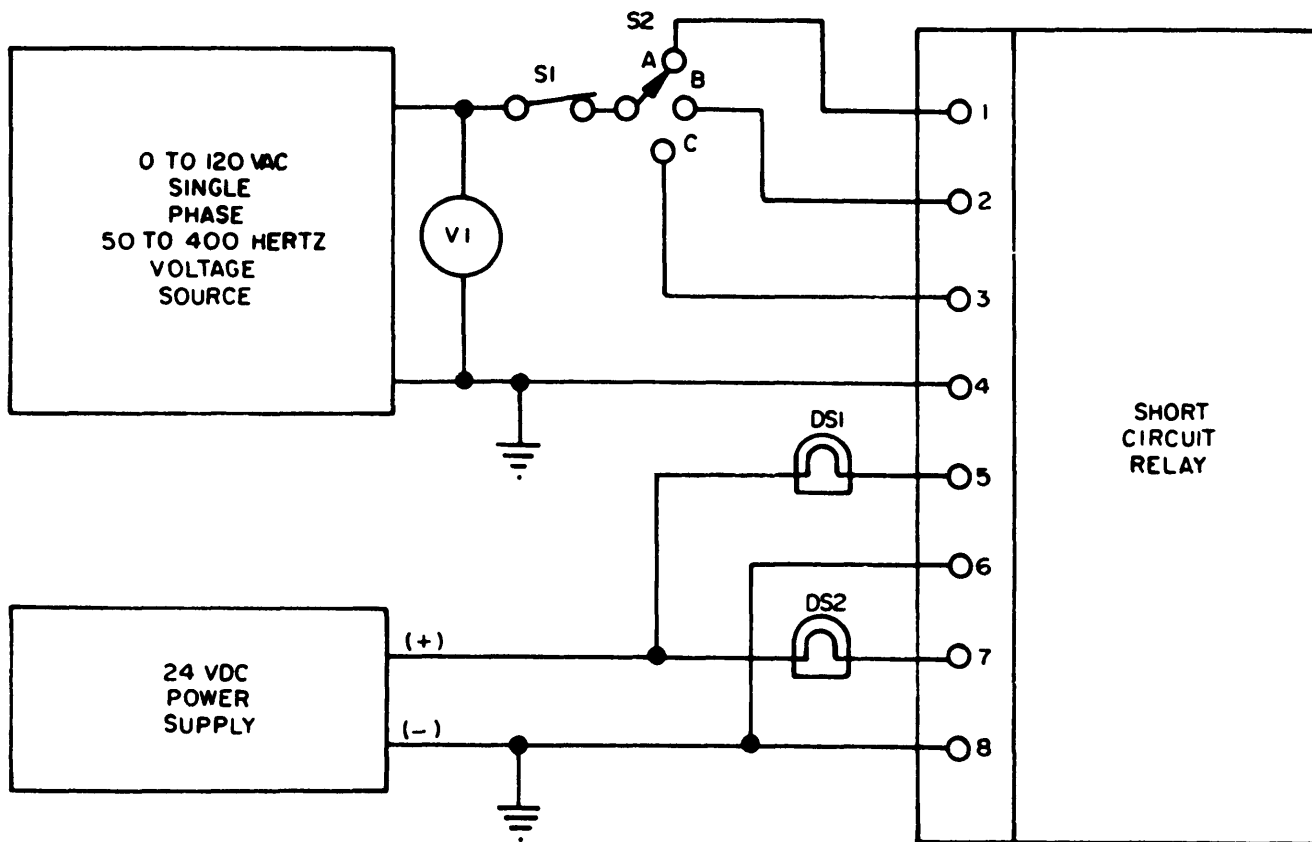 S2
A
S1
B
C
0 TO 120 VAC
SINGLE
PHASE
50 TO 400 HERTZ
VOLTAGE
SOURCE
V1
1
2
3
4
DS1
5
6
DS2
7
8
SHORT
CIRCUIT
RELAY
24 VDC
POWER
SUPPLY
(+)
(-)